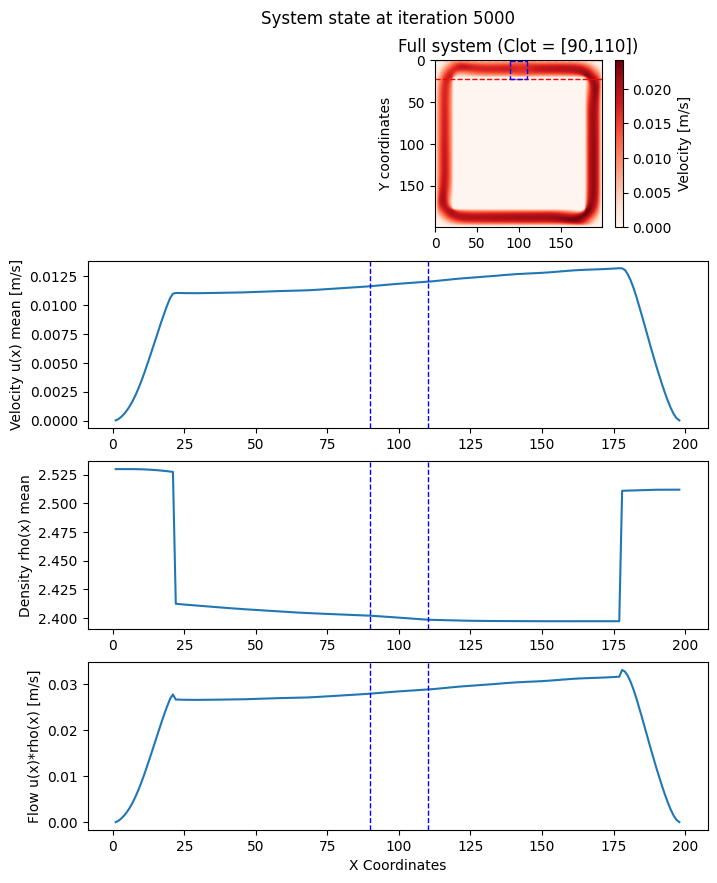 System state at iteration 5000
Full system (Clot = [90,110])
Y coordinates
0
50
100
150
0 50 100 150
0.020
0.015
0.010
0.005
0.000
Velocity [m/s]
Velocity u(x) mean [m/s]
0.0125
0.0100
0.0075
0.0050
0.0025
0.0000
0 25 50 75 100 125 150 175 200
Density rho(x) mean
2.525
2.500
2.475
2.450
2.425
2.400
0 25 50 75 100 125 150 175 200
Flow u(x)*rho(x) [m/s]
0.03
0.02
0.01
0.00
0 25 50 75 100 125 150 175 200
X Coordinates